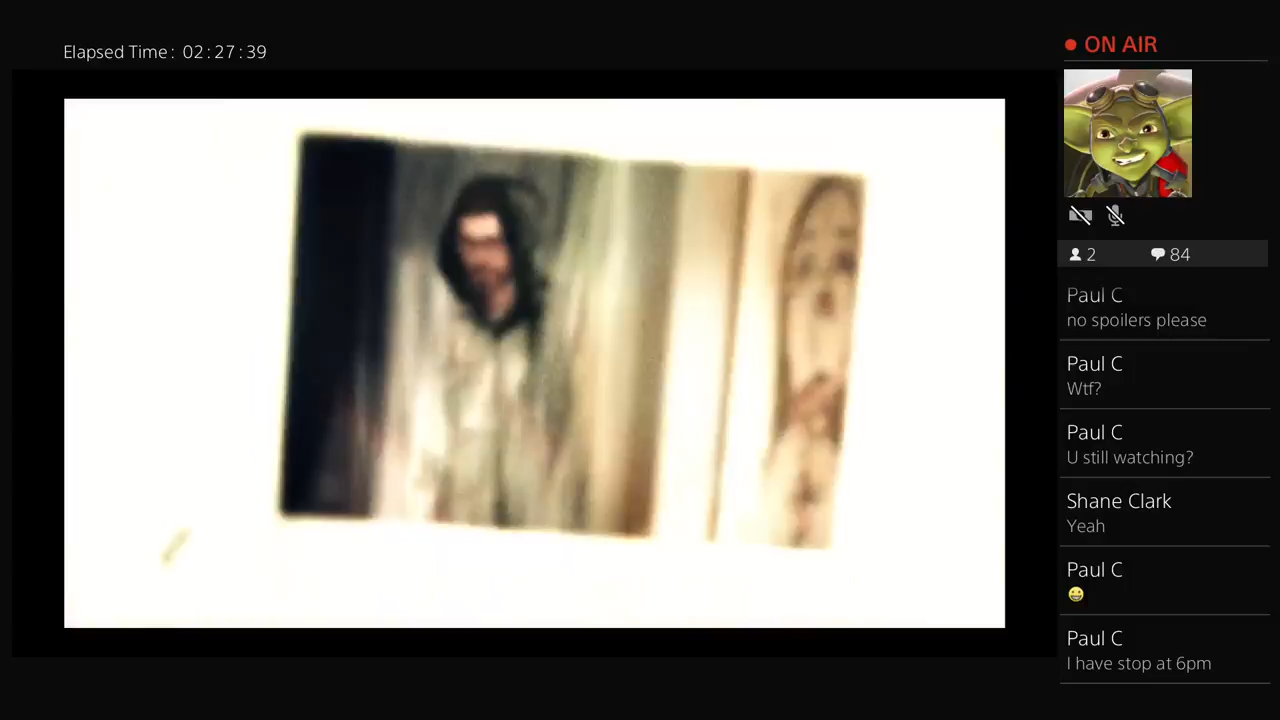 Elapsed Time: 02:27:39
ON AIR
2
84
Paul C
no spoilers please
Paul C
Wtf?
Paul C
U still watching?
Shane Clark
Yeah
Paul C
😀
Paul C
I have stop at 6pm